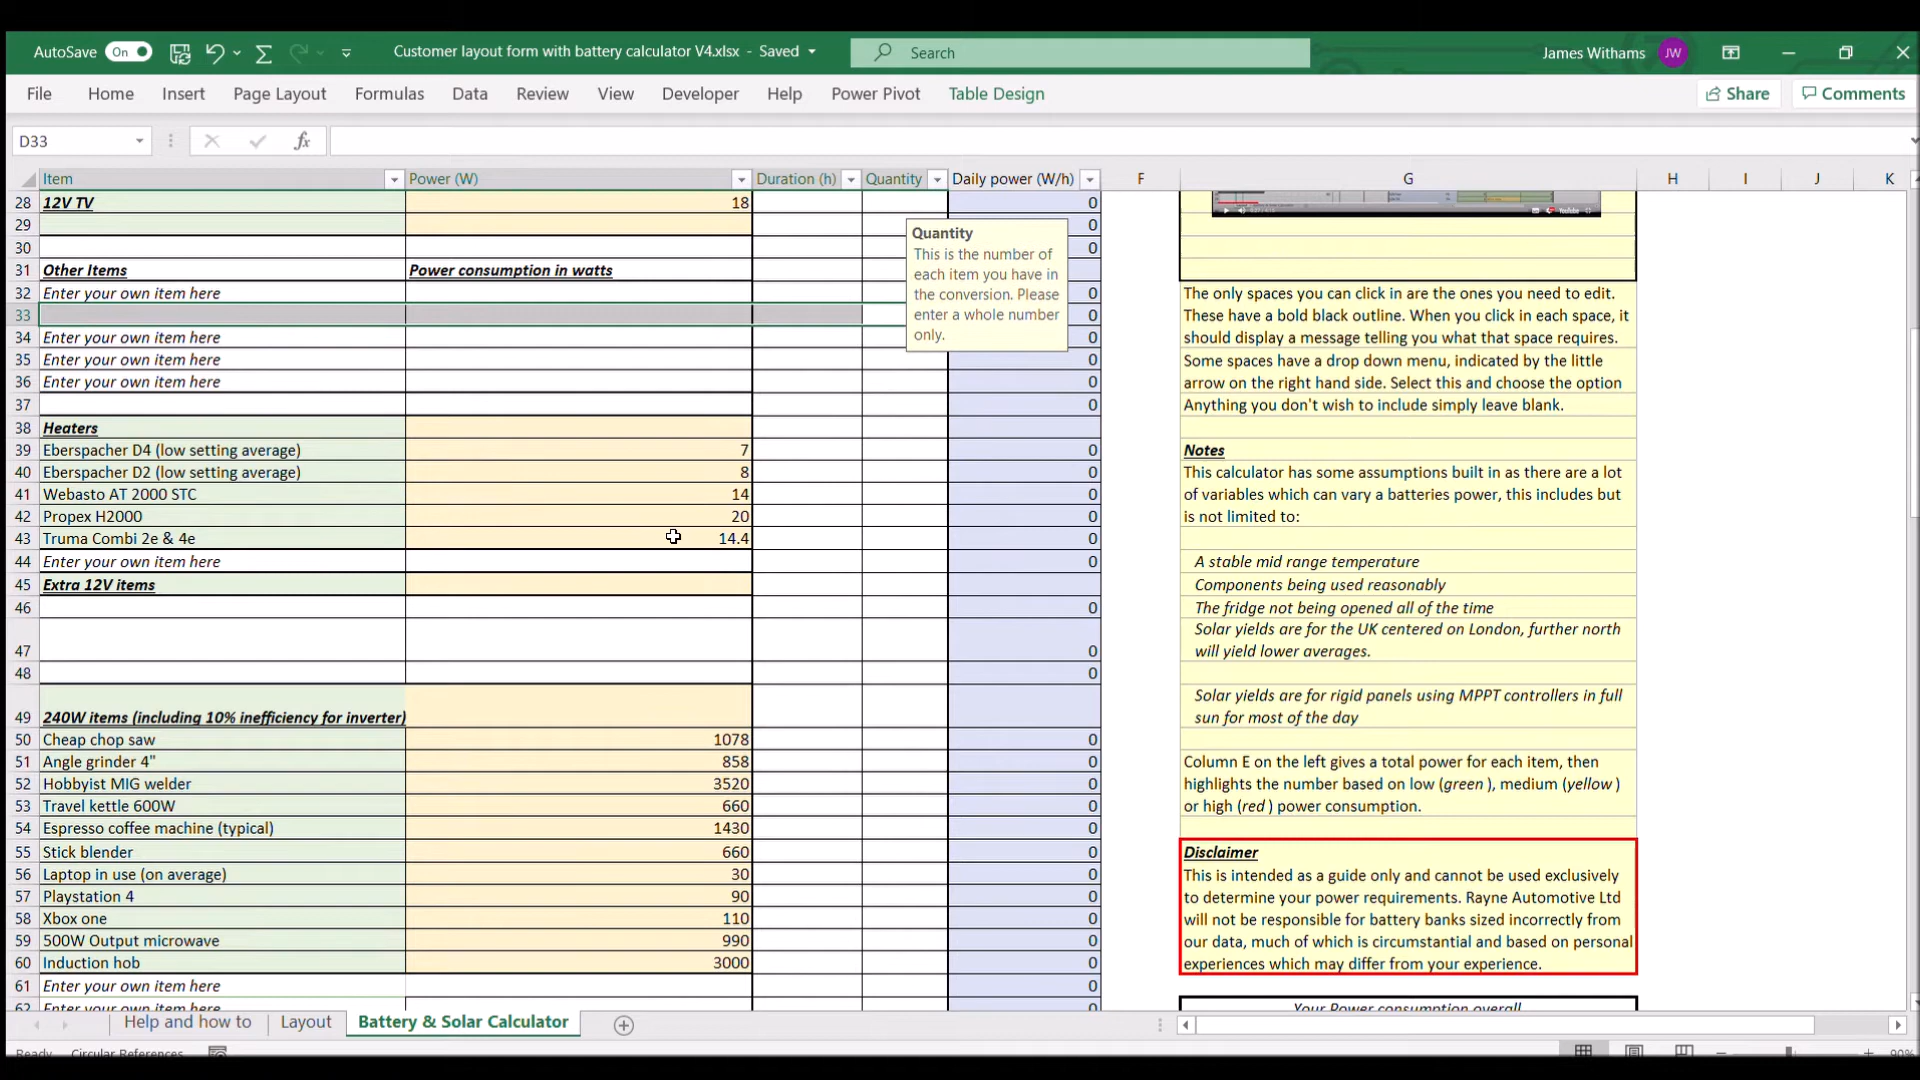 AutoSave On Customer layout form with battery calculator V4.xlsx - Saved Search James Withams JW
File Home Insert Page Layout Formulas Data Review View Developer Help Power Pivot Table Design Share Comments
D33 fx
Item Power (W) Duration (h) Quantity Daily power (W/h) F G H I J K
28 12V TV 18 0
29 0
30 0
31 Other Items Power consumption in watts
32 Enter your own item here 0
33 0
34 Enter your own item here 0
35 Enter your own item here 0
36 Enter your own item here 0
37 0
38 Heaters
39 Eberspacher D4 (low setting average) 7 0
40 Eberspacher D2 (low setting average) 8 0
41 Webasto AT 2000 STC 14 0
42 Propex H2000 20 0
43 Truma Combi 2e & 4e 14.4 0
44 Enter your own item here 0
45 Extra 12V items
46 0
47 0
48 0
49 240W items (including 10% inefficiency for inverter)
50 Cheap chop saw 1078 0
51 Angle grinder 4" 858 0
52 Hobbyist MIG welder 3520 0
53 Travel kettle 600W 660 0
54 Espresso coffee machine (typical) 1430 0
55 Stick blender 660 0
56 Laptop in use (on average) 30 0
57 Playstation 4 90 0
58 Xbox one 110 0
59 500W Output microwave 990 0
60 Induction hob 3000 0
61 Enter your own item here 0
62 Enter your own item here 0
Quantity
This is the number of
each item you have in
the conversion. Please
enter a whole number
only.
YouTube
The only spaces you can click in are the ones you need to edit.
These have a bold black outline. When you click in each space, it
should display a message telling you what that space requires.
Some spaces have a drop down menu, indicated by the little
arrow on the right hand side. Select this and choose the option
Anything you don't wish to include simply leave blank.
Notes
This calculator has some assumptions built in as there are a lot
of variables which can vary a batteries power, this includes but
is not limited to:
A stable mid range temperature
Components being used reasonably
The fridge not being opened all of the time
Solar yields are for the UK centered on London, further north
will yield lower averages.
Solar yields are for rigid panels using MPPT controllers in full
sun for most of the day
Column E on the left gives a total power for each item, then
highlights the number based on low (green ), medium (yellow )
or high (red ) power consumption.
Disclaimer
This is intended as a guide only and cannot be used exclusively
to determine your power requirements. Rayne Automotive Ltd
will not be responsible for battery banks sized incorrectly from
our data, much of which is circumstantial and based on personal
experiences which may differ from your experience.
Your Power consumption overall
Help and how to Layout Battery & Solar Calculator
Ready Circular References 90%